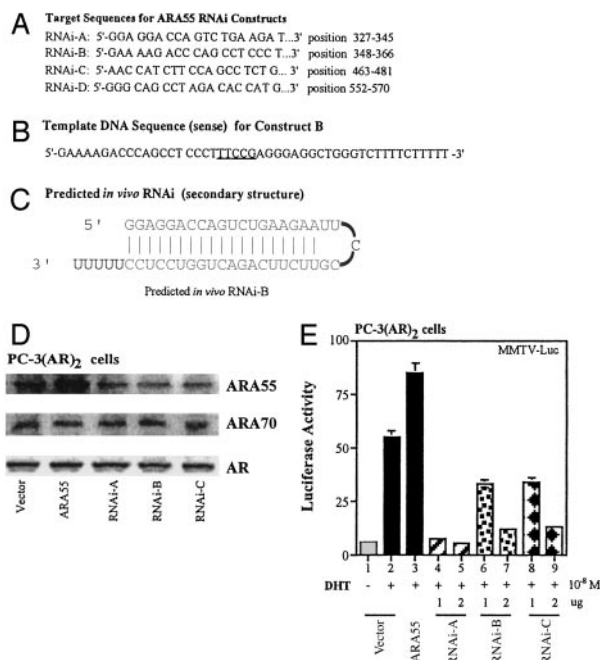 A Target Sequences for ARA55 RNAi Constructs
RNAi-A: 5'-GGA GGA CCA GTC TGA AGA T...3' position 327-345
RNAi-B: 5'-GAA AAG ACC CAG CCT CCC T...3' position 348-366
RNAi-C: 5'-AAC CAT CTT CCA GCC TCT G...3' position 463-481
RNAi-D: 5'-GGG CAG CCT AGA CAC CAT G...3' position 552-570
B Template DNA Sequence (sense) for Construct B
5'-GAAAAGACCCAGCCT CCCTTTCCGAGGGAGGCTGGGTCTTTTCTTTTT -3'
C Predicted in vivo RNAi (secondary structure)
5' GGAGGACCAGUCUGAAGAAUU
C
3' UUUUUCCUCCUGGUCAGACUUCUUGC
Predicted in vivo RNAi-B
D
PC-3(AR)2 cells
ARA55
ARA70
AR
Vector ARA55 RNAi-A RNAi-B RNAi-C
E PC-3(AR)2 cells
MMTV-Luc
Luciferase Activity
100
75
50
25
0
1 2 3 4 5 6 7 8 9
DHT - + + + + + + + + 10-8 M
1 2 1 2 1 2 ug
Vector ARA55 RNAi-A RNAi-B RNAi-C